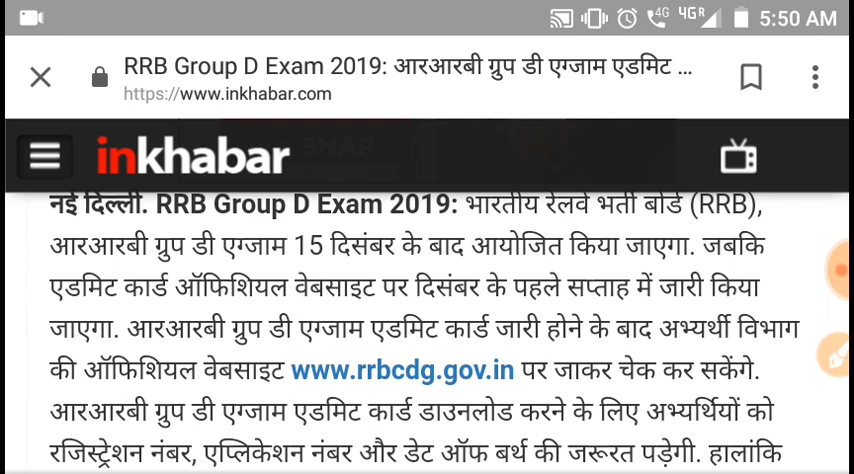 4G 4GR 5:50 AM
RRB Group D Exam 2019: आरआरबी ग्रुप डी एग्जाम एडमिट ...
https://www.inkhabar.com
inkhabar
नई दिल्ली. RRB Group D Exam 2019: भारतीय रेलवे भर्ती बोर्ड (RRB),
आरआरबी ग्रुप डी एग्जाम 15 दिसंबर के बाद आयोजित किया जाएगा. जबकि
एडमिट कार्ड ऑफिशियल वेबसाइट पर दिसंबर के पहले सप्ताह में जारी किया
जाएगा. आरआरबी ग्रुप डी एग्जाम एडमिट कार्ड जारी होने के बाद अभ्यर्थी विभाग
की ऑफिशियल वेबसाइट www.rrbcdg.gov.in पर जाकर चेक कर सकेंगे.
आरआरबी ग्रुप डी एग्जाम एडमिट कार्ड डाउनलोड करने के लिए अभ्यर्थियों को
रजिस्ट्रेशन नंबर, एप्लिकेशन नंबर और डेट ऑफ बर्थ की जरूरत पड़ेगी. हालांकि